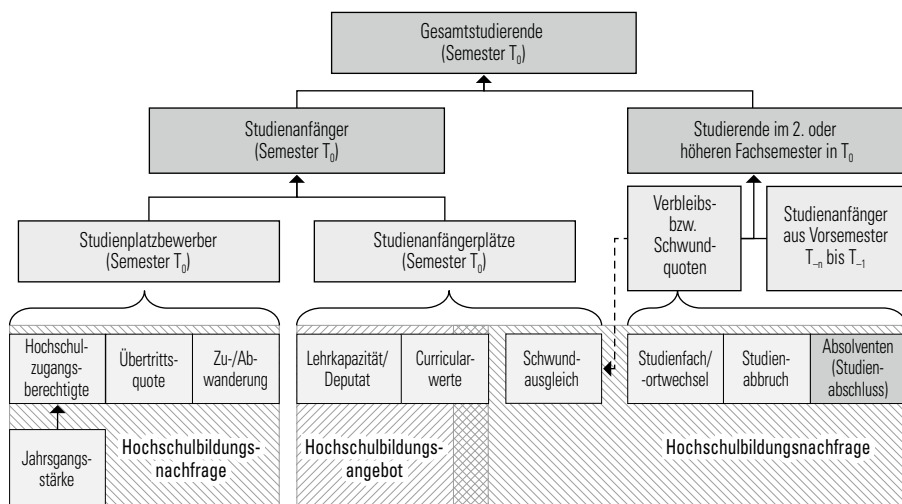 Gesamtstudierende
(Semester T0)
Studienanfänger
(Semester T0)
Studierende im 2. oder
höheren Fachsemester in T0
Studienplatzbewerber
(Semester T0)
Studienanfängerplätze
(Semester T0)
Verbleibs-
bzw.
Schwund-
quoten
Studienanfänger
aus Vorsemester
T–n bis T–1
Hochschul-
zugangs-
berechtigte
Übertritts-
quote
Zu-/Ab-
wanderung
Lehrkapazität/
Deputat
Curricular-
werte
Schwund-
ausgleich
Studienfach/
-ortwechsel
Studien-
abbruch
Absolventen
(Studien-
abschluss)
Jahrsgangs-
stärke
Hochschulbildungs-
nachfrage
Hochschulbildungs-
angebot
Hochschulbildungsnachfrage